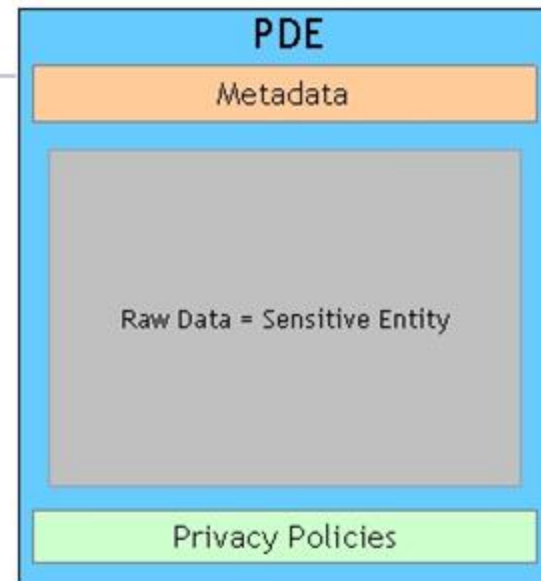 PDE
Metadata
Raw Data = Sensitive Entity
Privacy Policies